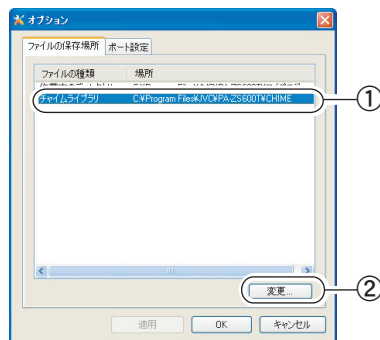 オプション
ファイルの保存場所 ポート設定
ファイルの種類 場所
チャイムライブラリ C:¥Program Files¥JVC¥PA-ZS600T¥CHIME
①
変更...
②
適用 OK キャンセル